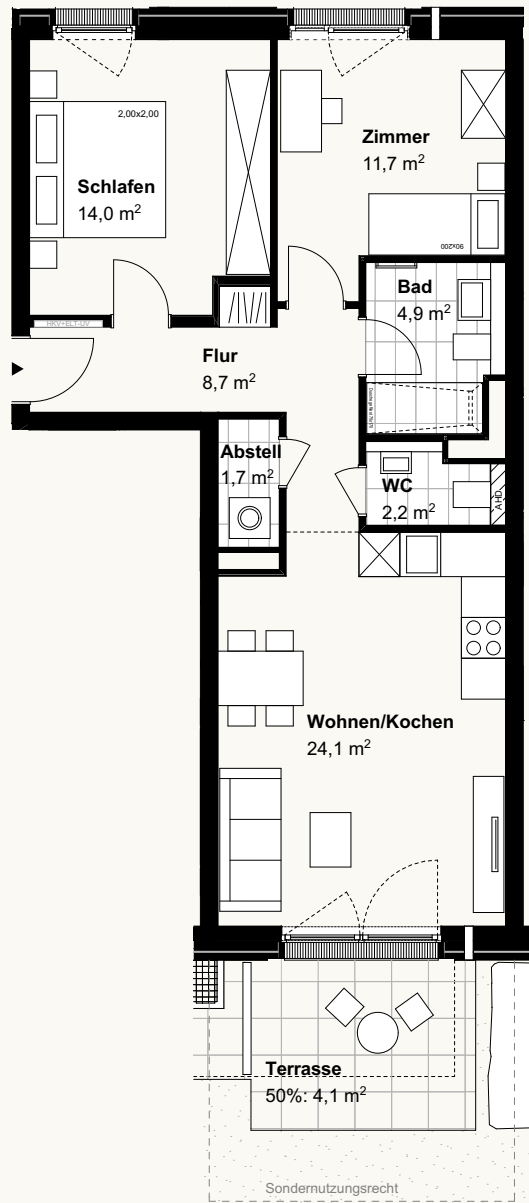 2,00x2,00
Schlafen
14,0 m²
Zimmer
11,7 m²
90x200
Bad
4,9 m²
HKV+ELT-UV
Flur
8,7 m²
Abstell
1,7 m²
WC
2,2 m²
AHD
Wohnen/Kochen
24,1 m²
Terrasse
50%: 4,1 m²
Sondernutzungsrecht